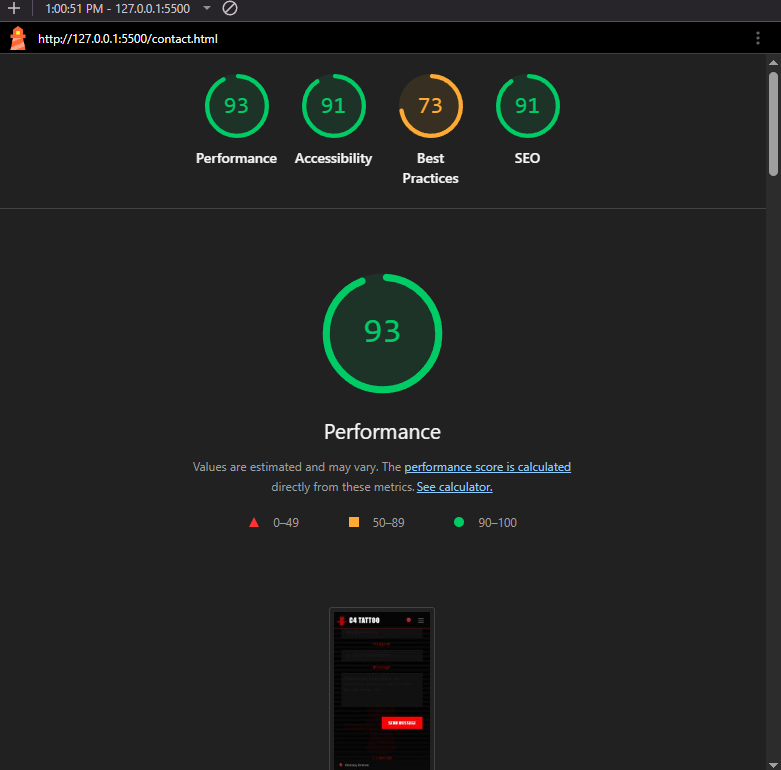 1:00:51 PM - 127.0.0.1:5500
http://127.0.0.1:5500/contact.html
93
91
73
91
Performance
Accessibility
Best
Practices
SEO
93
Performance
Values are estimated and may vary. The performance score is calculated
directly from these metrics. See calculator.
0–49
50–89
90–100
C4 TATTOO
SEND MESSAGE